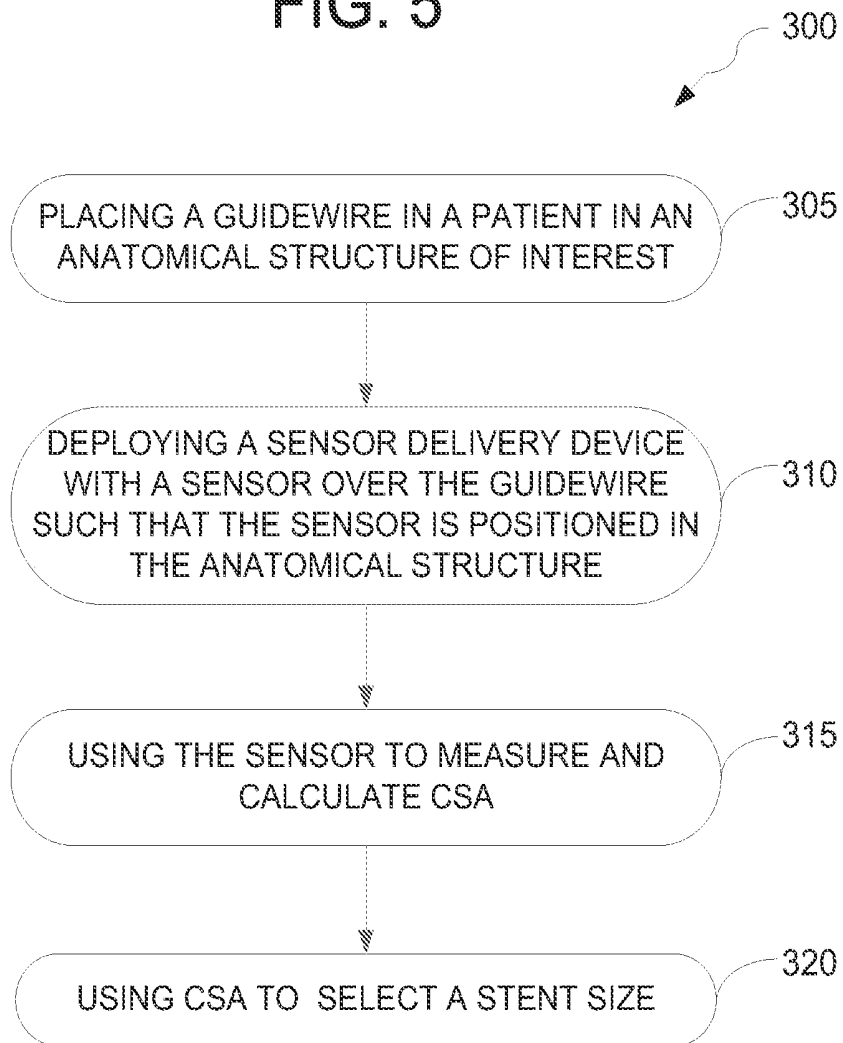 FIG. 5
300
PLACING A GUIDEWIRE IN A PATIENT IN AN
ANATOMICAL STRUCTURE OF INTEREST
305
DEPLOYING A SENSOR DELIVERY DEVICE
WITH A SENSOR OVER THE GUIDEWIRE
SUCH THAT THE SENSOR IS POSITIONED IN
THE ANATOMICAL STRUCTURE
310
USING THE SENSOR TO MEASURE AND
CALCULATE CSA
315
USING CSA TO SELECT A STENT SIZE
320